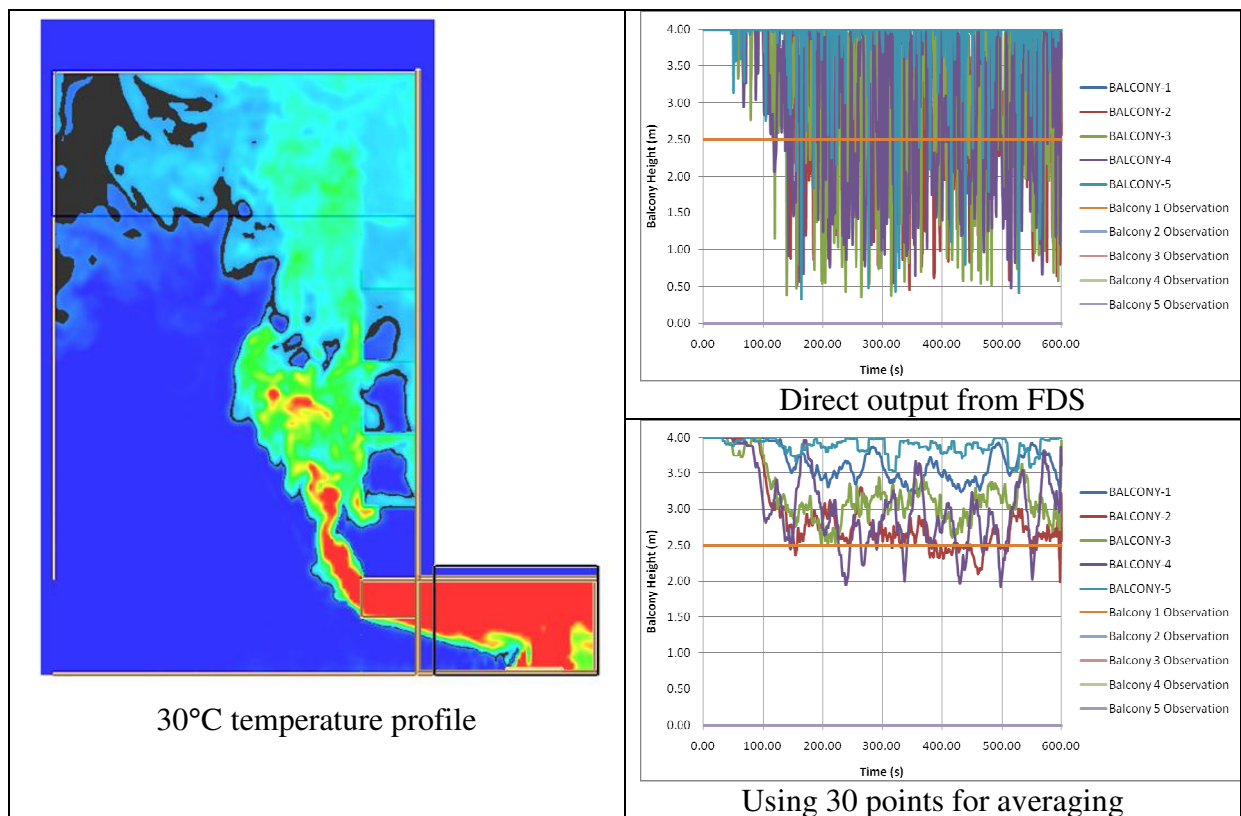 30°C temperature profile
4.00
3.50
3.00
2.50
2.00
1.50
1.00
0.50
0.00
Balcony Height (m)
0.00 100.00 200.00 300.00 400.00 500.00 600.00
Time (s)
BALCONY-1
BALCONY-2
BALCONY-3
BALCONY-4
BALCONY-5
Balcony 1 Observation
Balcony 2 Observation
Balcony 3 Observation
Balcony 4 Observation
Balcony 5 Observation
Direct output from FDS
4.00
3.50
3.00
2.50
2.00
1.50
1.00
0.50
0.00
Balcony Height (m)
0.00 100.00 200.00 300.00 400.00 500.00 600.00
Time (s)
BALCONY-1
BALCONY-2
BALCONY-3
BALCONY-4
BALCONY-5
Balcony 1 Observation
Balcony 2 Observation
Balcony 3 Observation
Balcony 4 Observation
Balcony 5 Observation
Using 30 points for averaging